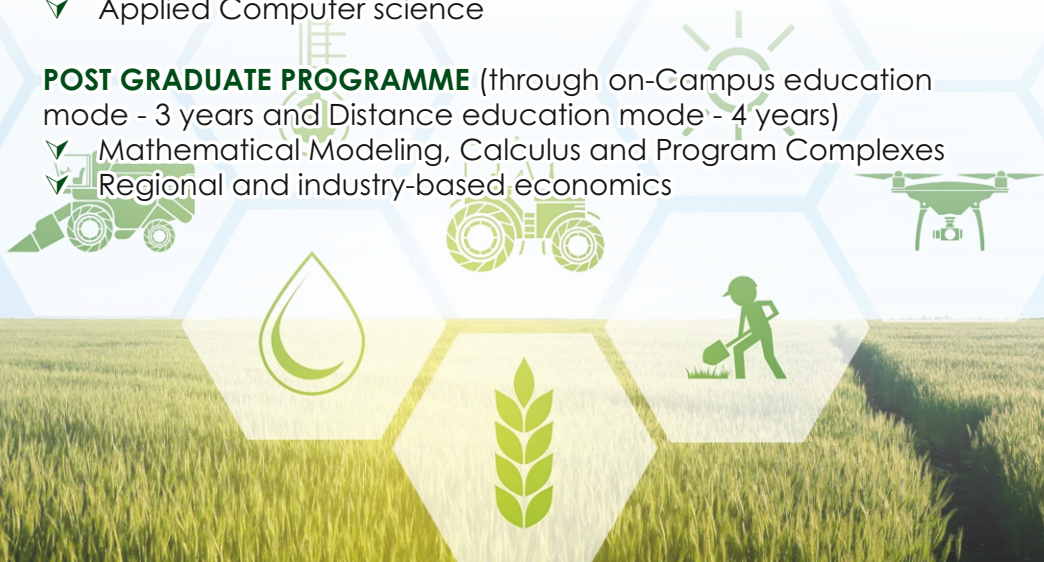 Applied Computer science
POST GRADUATE PROGRAMME (through on-Campus education
mode - 3 years and Distance education mode - 4 years)
Mathematical Modeling, Calculus and Program Complexes
Regional and industry-based economics